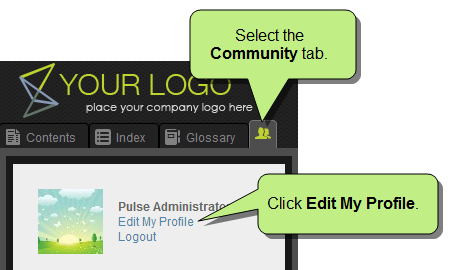 Select the
Community tab.
YOUR LOGO
place your company logo here
Contents Index Glossary
Pulse Administrator
Edit My Profile
Logout
Click Edit My Profile.